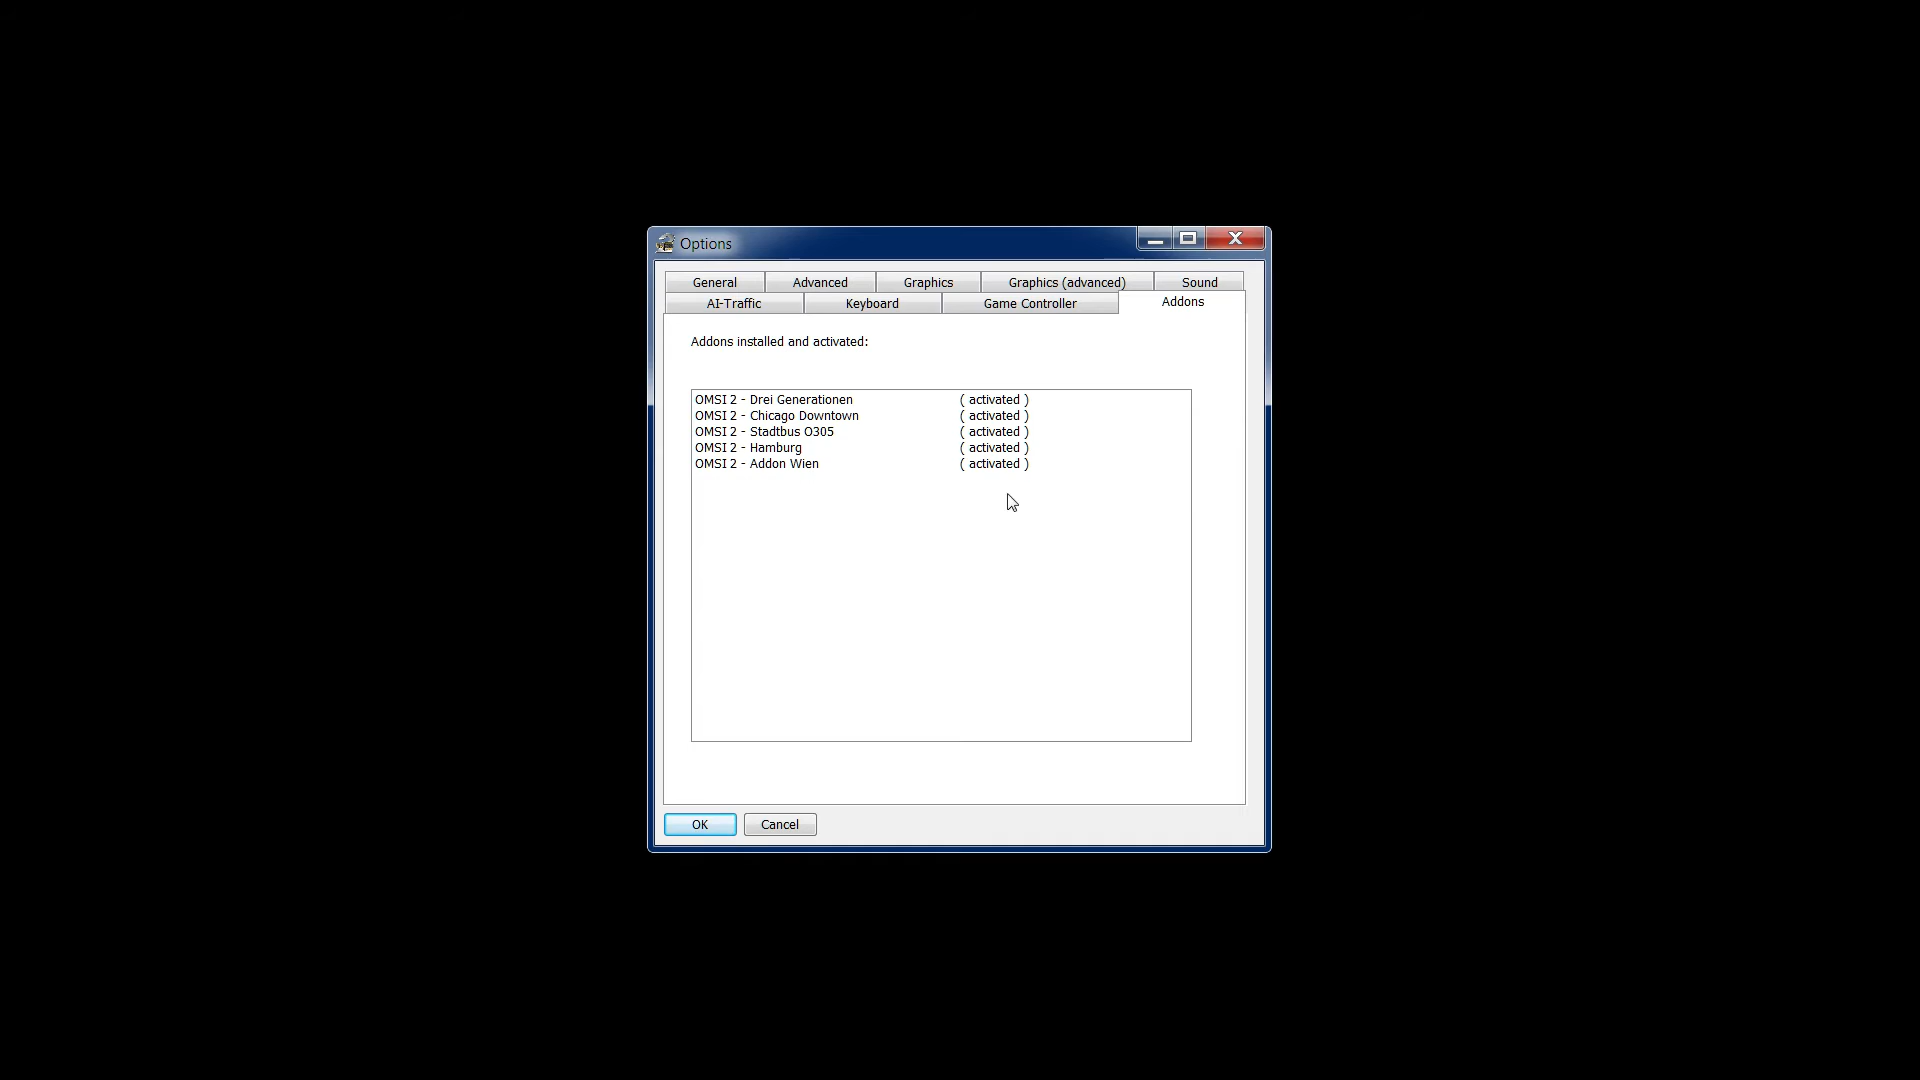 Options
General Advanced Graphics Graphics (advanced) Sound
AI-Traffic Keyboard Game Controller Addons
Addons installed and activated:
OMSI 2 - Drei Generationen ( activated )
OMSI 2 - Chicago Downtown ( activated )
OMSI 2 - Stadtbus O305 ( activated )
OMSI 2 - Hamburg ( activated )
OMSI 2 - Addon Wien ( activated )
OK Cancel